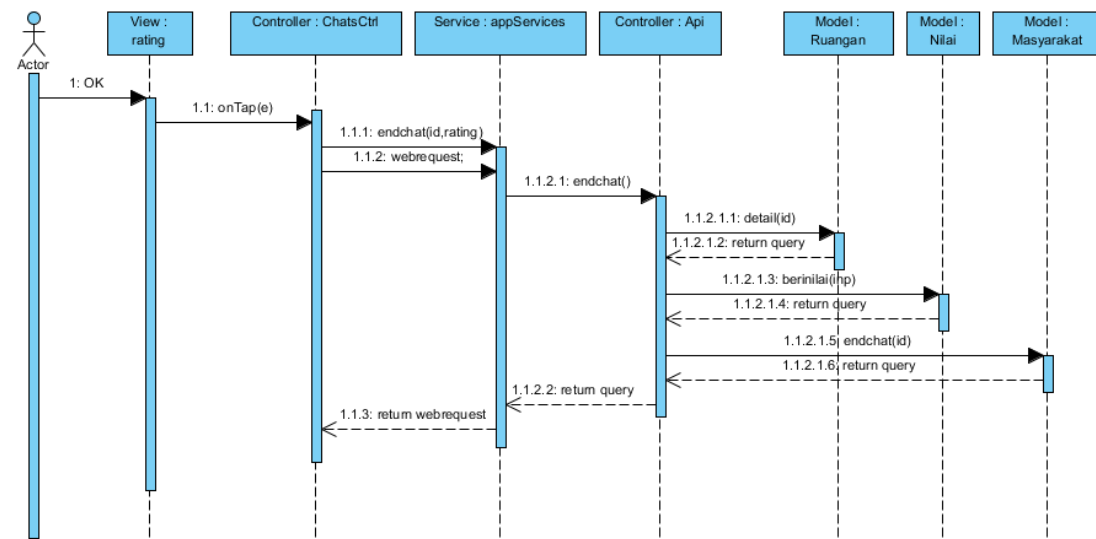 View :
rating
Controller : ChatsCtrl
Service : appServices
Controller : Api
Model :
Ruangan
Model :
Nilai
Model :
Masyarakat
Actor
1: OK
1.1: onTap(e)
1.1.1: endchat(id,rating)
1.1.2: webrequest;
1.1.2.1: endchat()
1.1.2.1.1: detail(id)
1.1.2.1.2: return query
1.1.2.1.3: berinilai(inp)
1.1.2.1.4: return query
1.1.2.1.5: endchat(id)
1.1.2.1.6: return query
1.1.2.2: return query
1.1.3: return webrequest